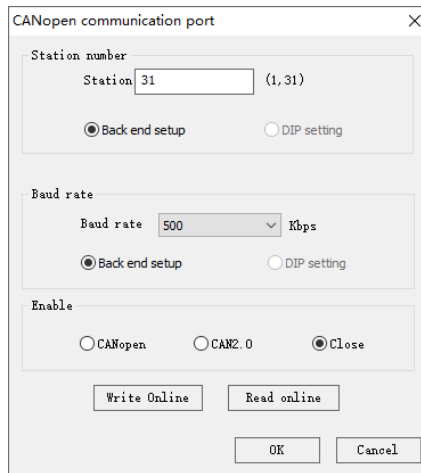 CANopen communication port
Station number
Station 31 (1,31)
Back end setup DIP setting
Baud rate
Baud rate 500 Kbps
Back end setup DIP setting
Enable
CANopen CAN2.0 Close
Write Online Read online
OK Cancel